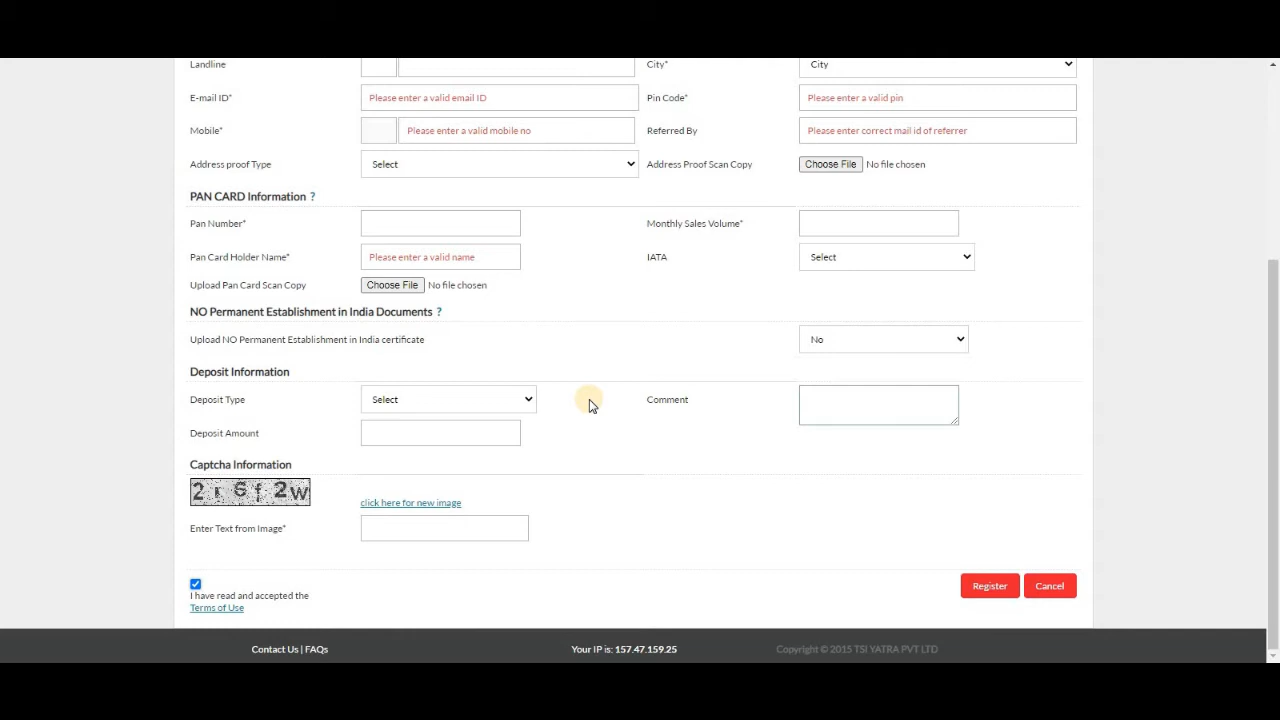 Landline
City*
City
E-mail ID*
Please enter a valid email ID
Pin Code*
Please enter a valid pin
Mobile*
Please enter a valid mobile no
Referred By
Please enter correct mail id of referrer
Address proof Type
Select
Address Proof Scan Copy
Choose File No file chosen
PAN CARD Information ?
Pan Number*
Monthly Sales Volume*
Pan Card Holder Name*
Please enter a valid name
IATA
Select
Upload Pan Card Scan Copy
Choose File No file chosen
NO Permanent Establishment in India Documents ?
Upload NO Permanent Establishment in India certificate
No
Deposit Information
Deposit Type
Select
Comment
Deposit Amount
Captcha Information
2r6f2w
click here for new image
Enter Text from Image*
I have read and accepted the
Terms of Use
Register
Cancel
Contact Us | FAQs
Your IP is: 157.47.159.25
Copyright © 2015 TSI YATRA PVT LTD